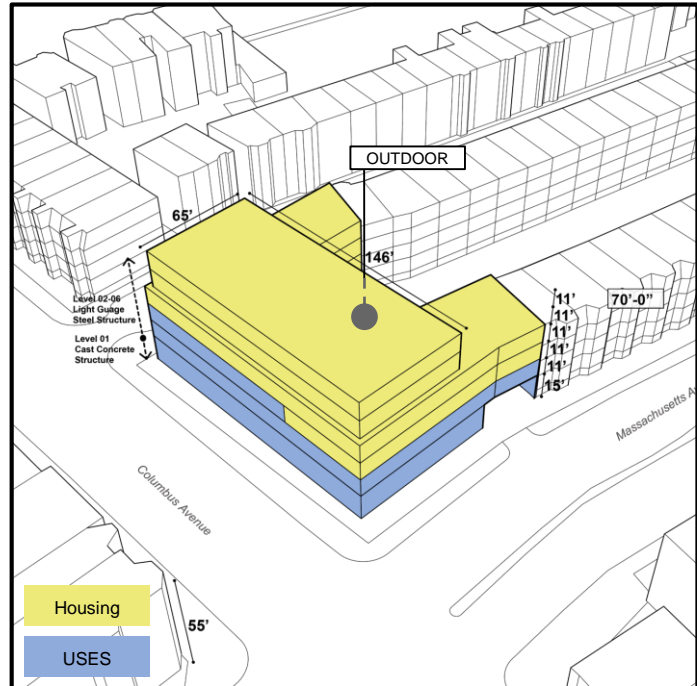 OUTDOOR
65'
146'
Level 02-06
Light Guage
Steel Structure
Level 01
Cast Concrete
Structure
11'
11'
11'
11'
11'
15'
70'-0"
Massachusetts A
Columbus Avenue
55'
Housing
USES